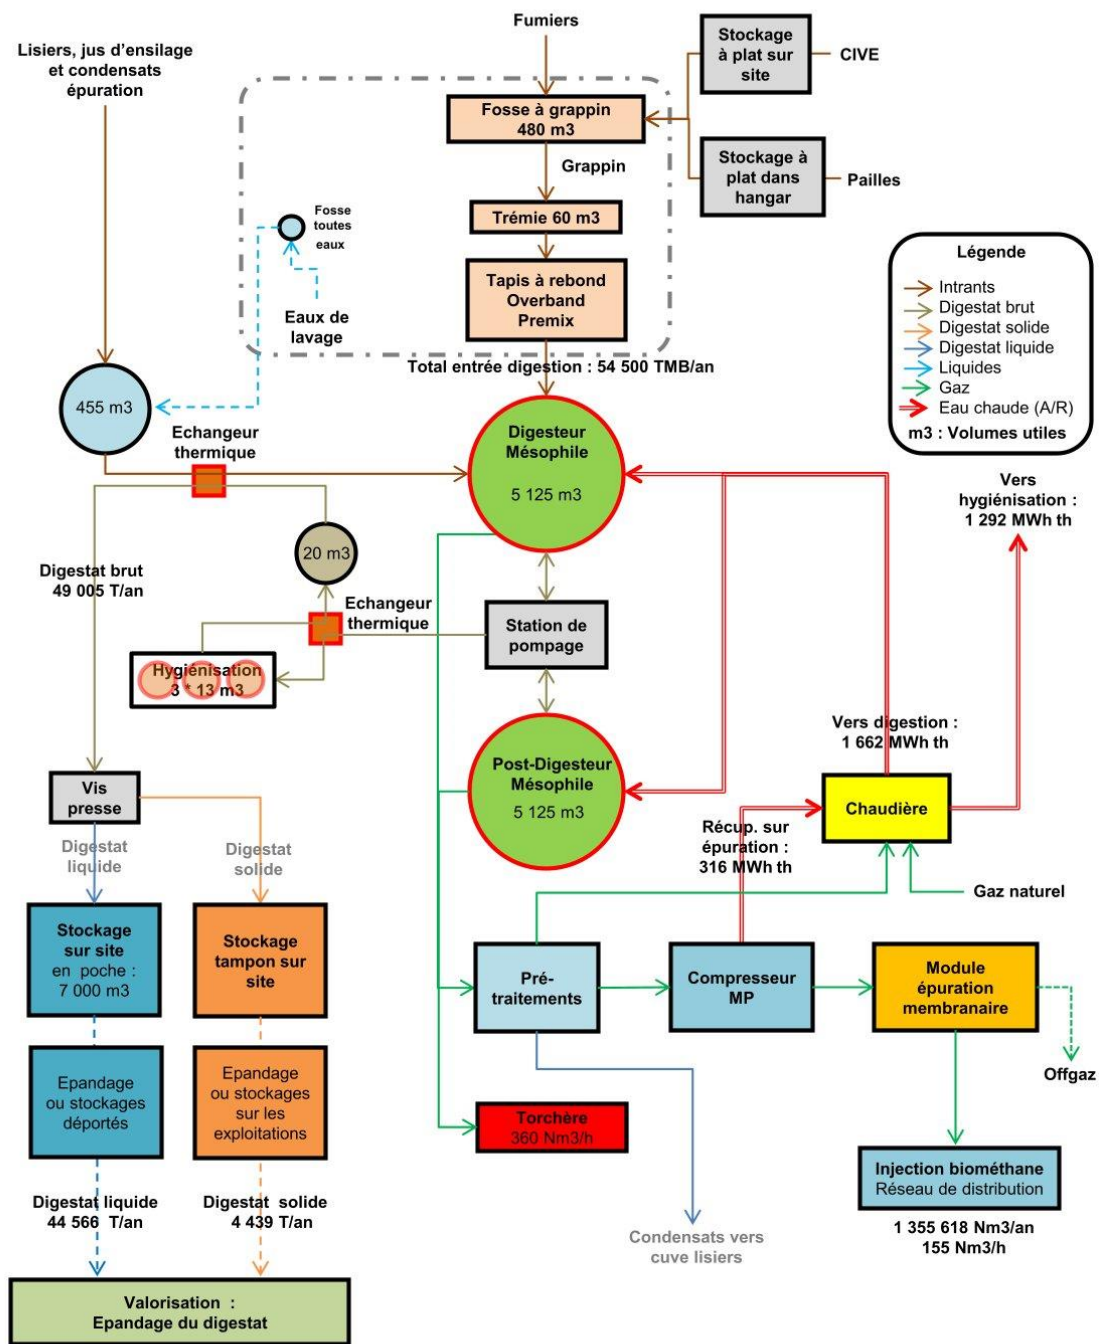 Fumiers
Lisiers, jus d'ensilage
et condensats
épuration
Stockage
à plat sur
site
CIVE
Fosse à grappin
480 m3
Grappin
Stockage à
plat dans
hangar
Pailles
Trémie 60 m3
Fosse
toutes
eaux
Tapis à rebond
Overband
Premix
Eaux de
lavage
Légende
Intrants
Digestat brut
Digestat solide
Digestat liquide
Liquides
Gaz
Eau chaude (A/R)
m3 : Volumes utiles
Total entrée digestion : 54 500 TMB/an
455 m3
Echangeur
thermique
Digesteur
Mésophile
5 125 m3
Vers
hygiénisation :
1 292 MWh th
20 m3
Digestat brut
49 005 T/an
Echangeur
thermique
Station de
pompage
Hygiénisation
3 * 13 m3
Vers digestion :
1 662 MWh th
Post-Digesteur
Mésophile
5 125 m3
Vis
presse
Chaudière
Récup. sur
épuration :
316 MWh th
Digestat
liquide
Digestat
solide
Gaz naturel
Stockage
sur site
en poche :
7 000 m3
Stockage
tampon sur
site
Pré-
traitements
Compresseur
MP
Module
épuration
membranaire
Offgaz
Epandage
ou stockages
déportés
Epandage
ou stockages
sur les
exploitations
Torchère
360 Nm3/h
Injection biométhane
Réseau de distribution
1 355 618 Nm3/an
155 Nm3/h
Digestat liquide
44 566 T/an
Digestat solide
4 439 T/an
Condensats vers
cuve lisiers
Valorisation :
Epandage du digestat